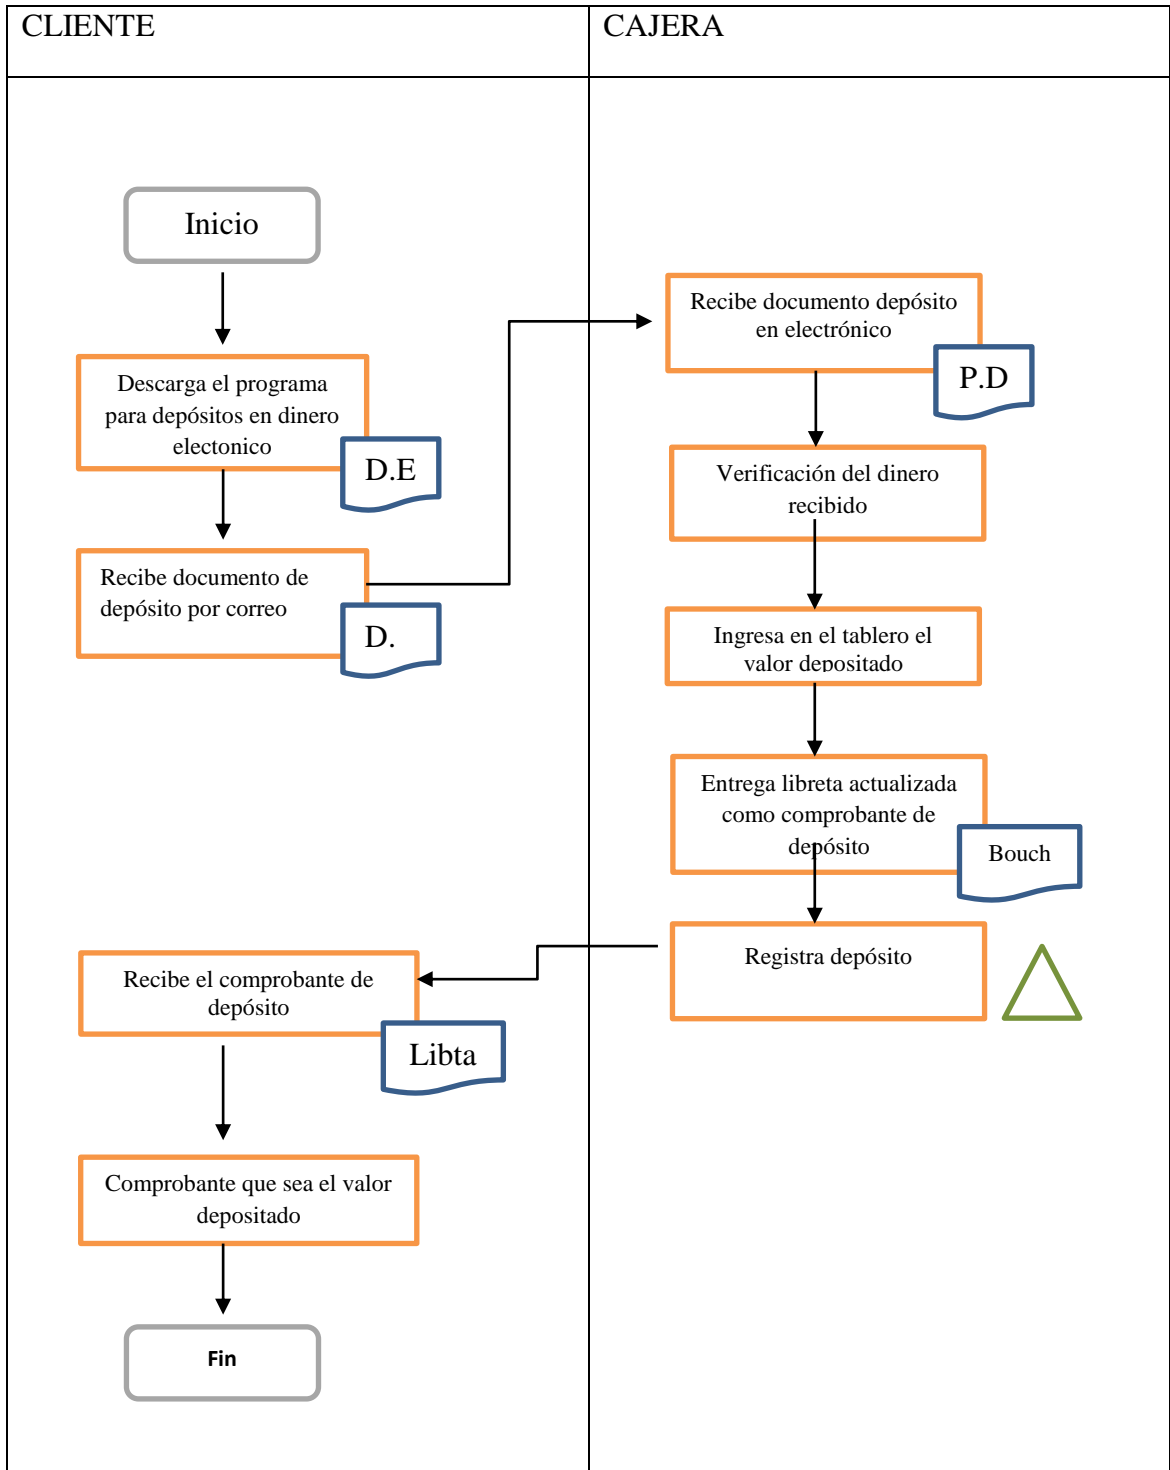 CLIENTE
CAJERA
Inicio
Descarga el programa
para depósitos en dinero
electonico
D.E
Recibe documento de
depósito por correo
D.
Recibe documento depósito
en electrónico
P.D
Verificación del dinero
recibido
Ingresa en el tablero el
valor depositado
Entrega libreta actualizada
como comprobante de
depósito
Bouch
Registra depósito
Recibe el comprobante de
depósito
Libta
Comprobante que sea el valor
depositado
Fin